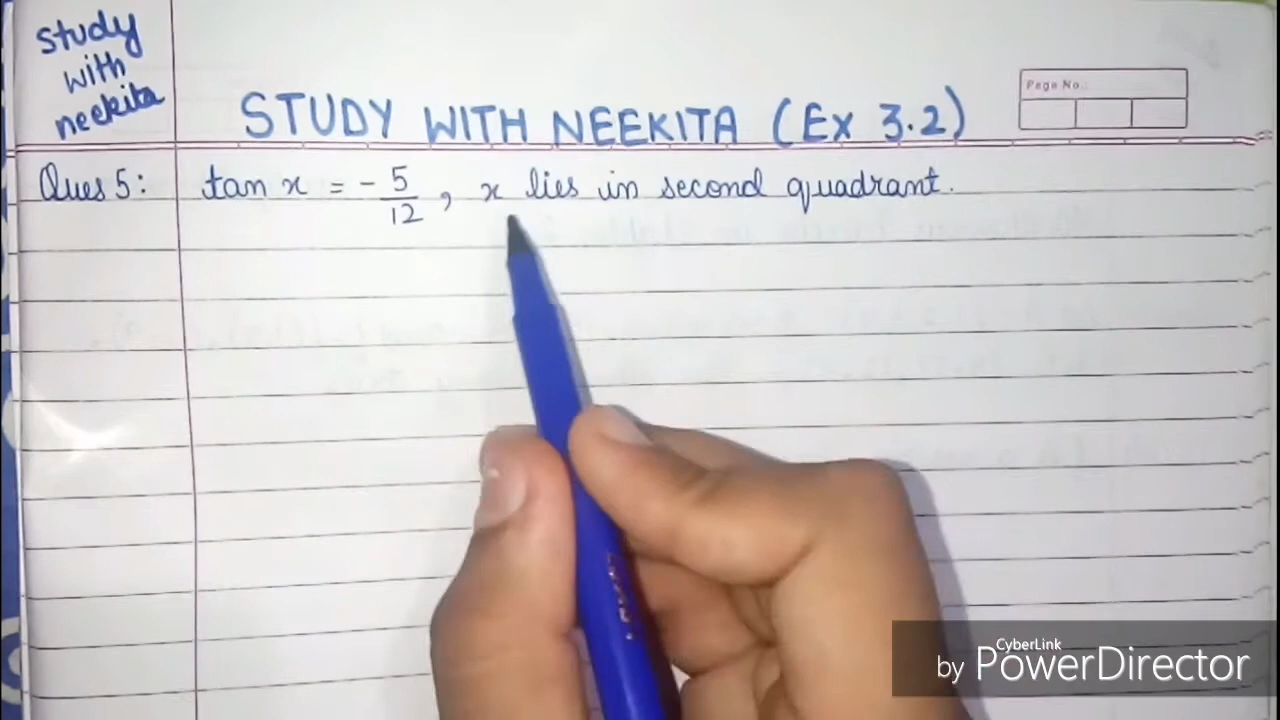 study
with
neekita
STUDY WITH NEEKITA (Ex 3.2)
Page No.:
Ques 5: tan x = - 5/12 , x lies in second quadrant.
CyberLink
by PowerDirector